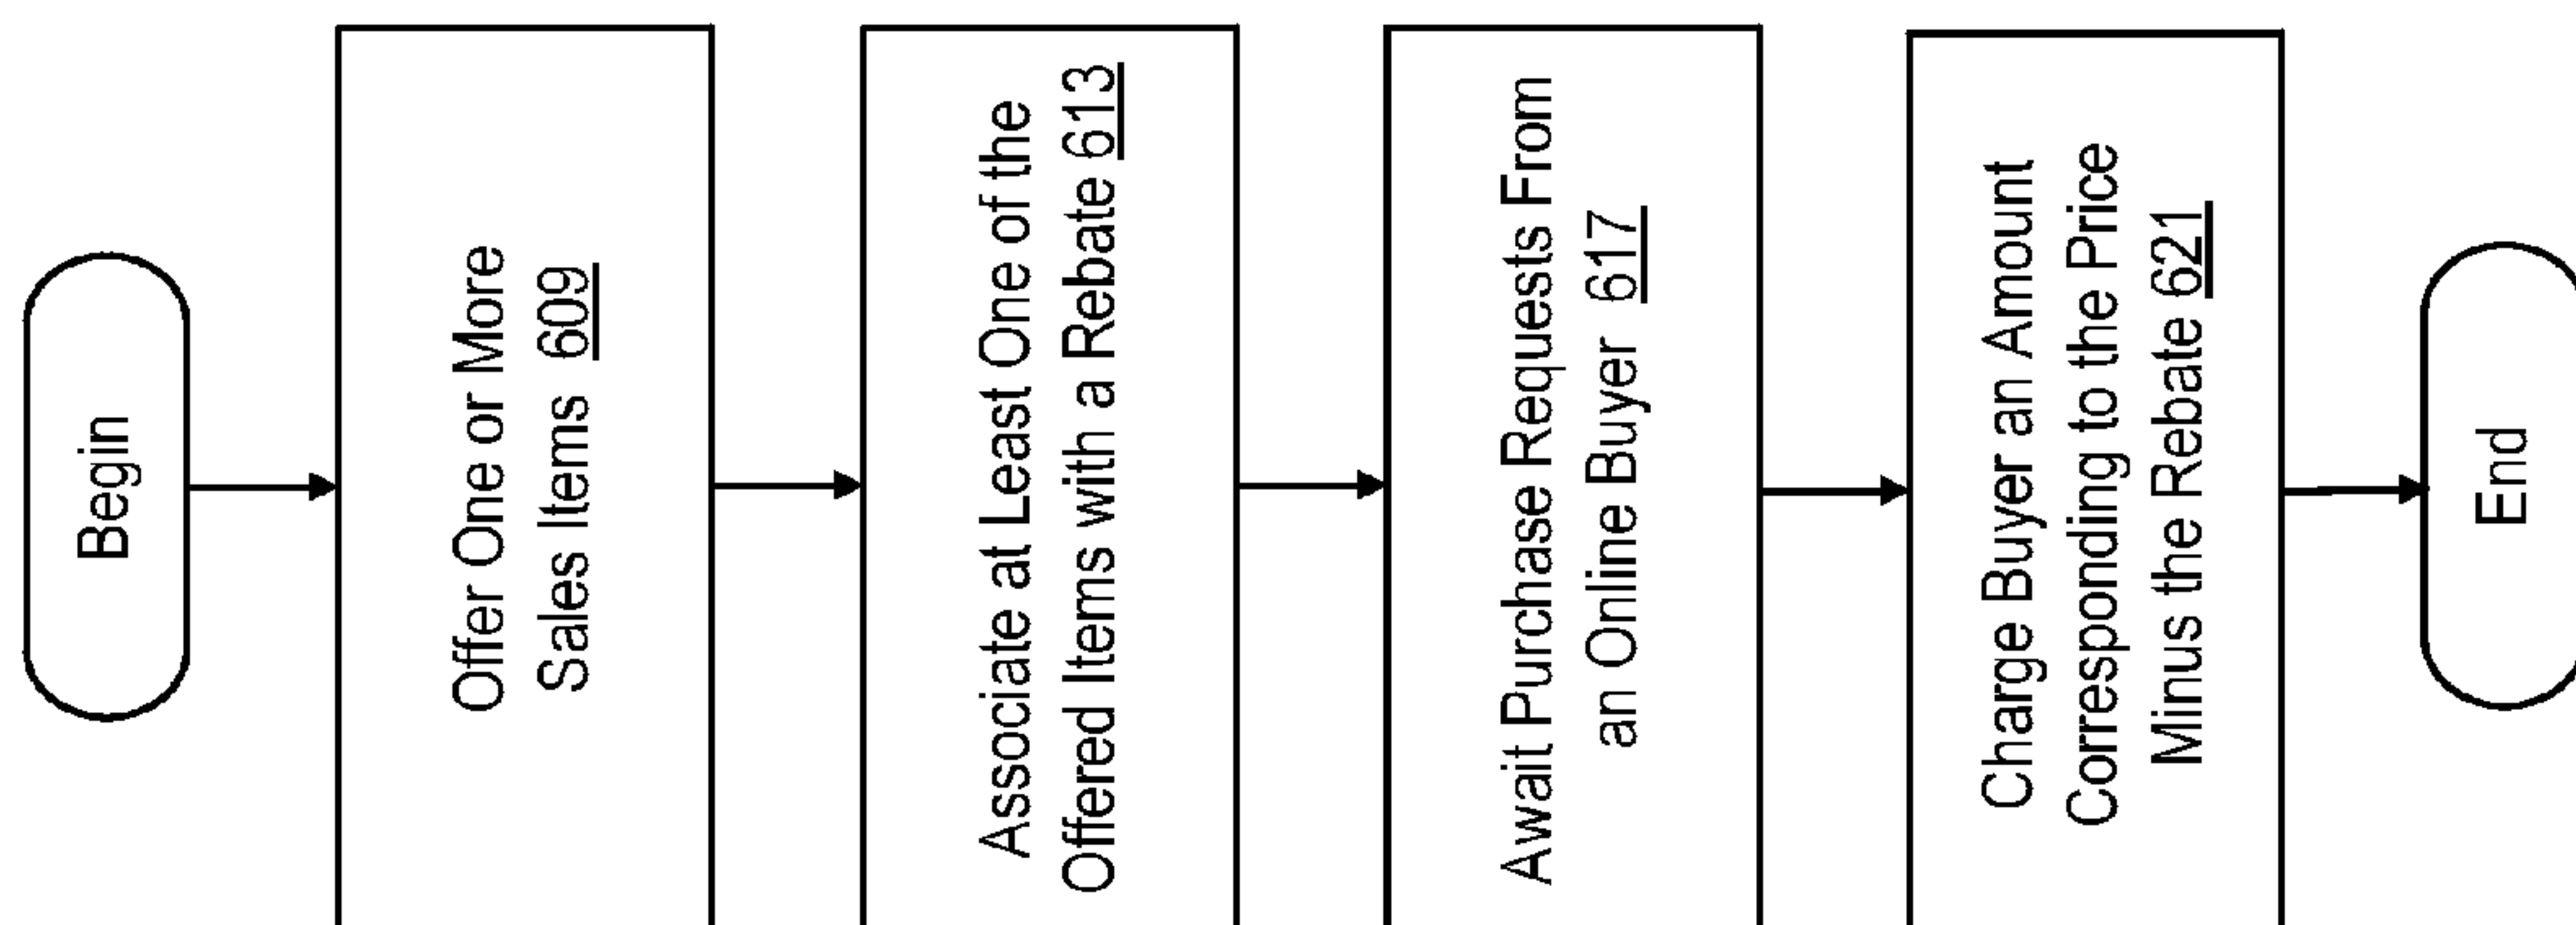 Begin
Offer One or More
Sales Items 609
Associate at Least One of the
Offered Items with a Rebate 613
Await Purchase Requests From
an Online Buyer 617
Charge Buyer an Amount
Corresponding to the Price
Minus the Rebate 621
End